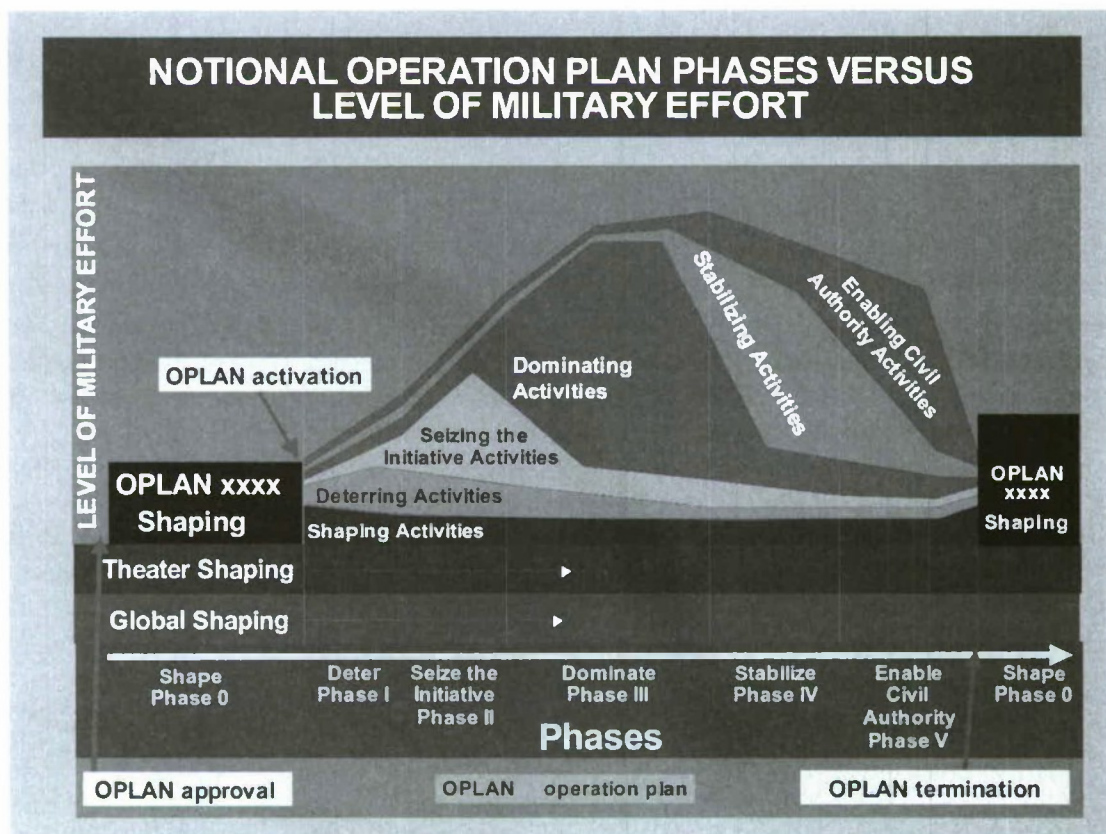 NOTIONAL OPERATION PLAN PHASES VERSUS
LEVEL OF MILITARY EFFORT
LEVEL OF MILITARY EFFORT
OPLAN activation
OPLAN xxxx
Shaping
Dominating
Activities
Seizing the
Initiative Activities
Deterring Activities
Shaping Activities
Stabilizing Activities
Enabling Civil
Authority Activities
OPLAN
xxxx
Shaping
Theater Shaping
Global Shaping
Shape
Phase 0
Deter
Phase I
Seize the
Initiative
Phase II
Dominate
Phase III
Stabilize
Phase IV
Enable
Civil
Authority
Phase V
Shape
Phase 0
Phases
OPLAN approval
OPLAN operation plan
OPLAN termination